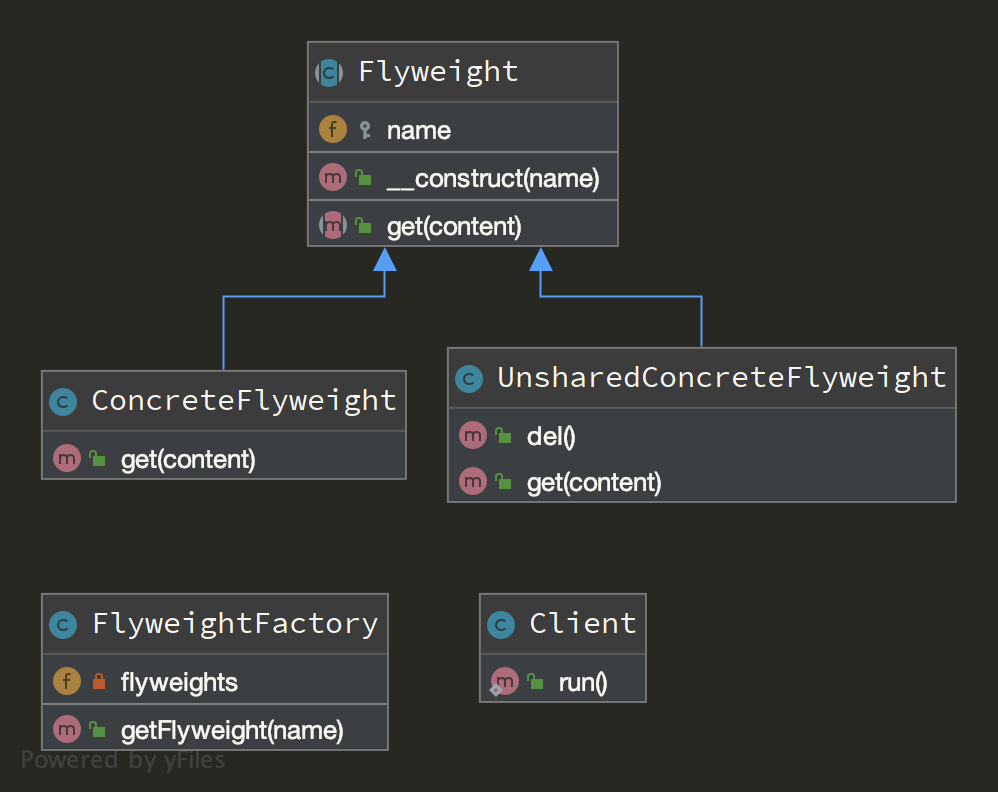 Flyweight
name
__construct(name)
get(content)
ConcreteFlyweight
get(content)
UnsharedConcreteFlyweight
del()
get(content)
FlyweightFactory
flyweights
getFlyweight(name)
Client
run()
Powered by yFiles